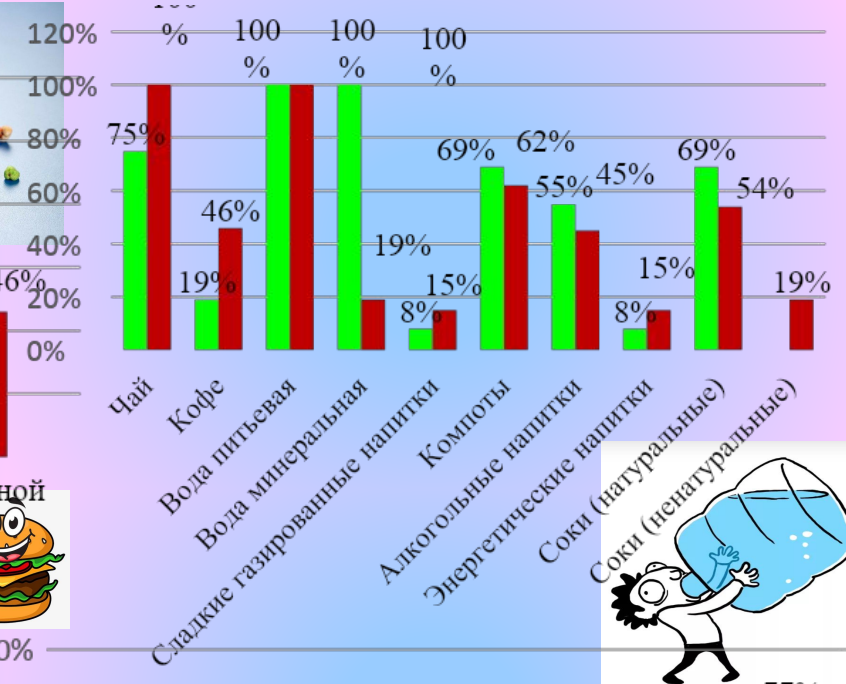 100
%
100
%
100
%
100
%
120%
100%
80%
60%
40%
20%
0%
75%
19%
46%
19%
8%
15%
69%
62%
55%
45%
8%
15%
69%
54%
19%
46%
Чай
Кофе
Вода питьевая
Вода минеральная
Сладкие газированные напитки
Компоты
Алкогольные напитки
Энергетические напитки
Соки (натуральные)
Соки (ненатуральные)
ной
0%